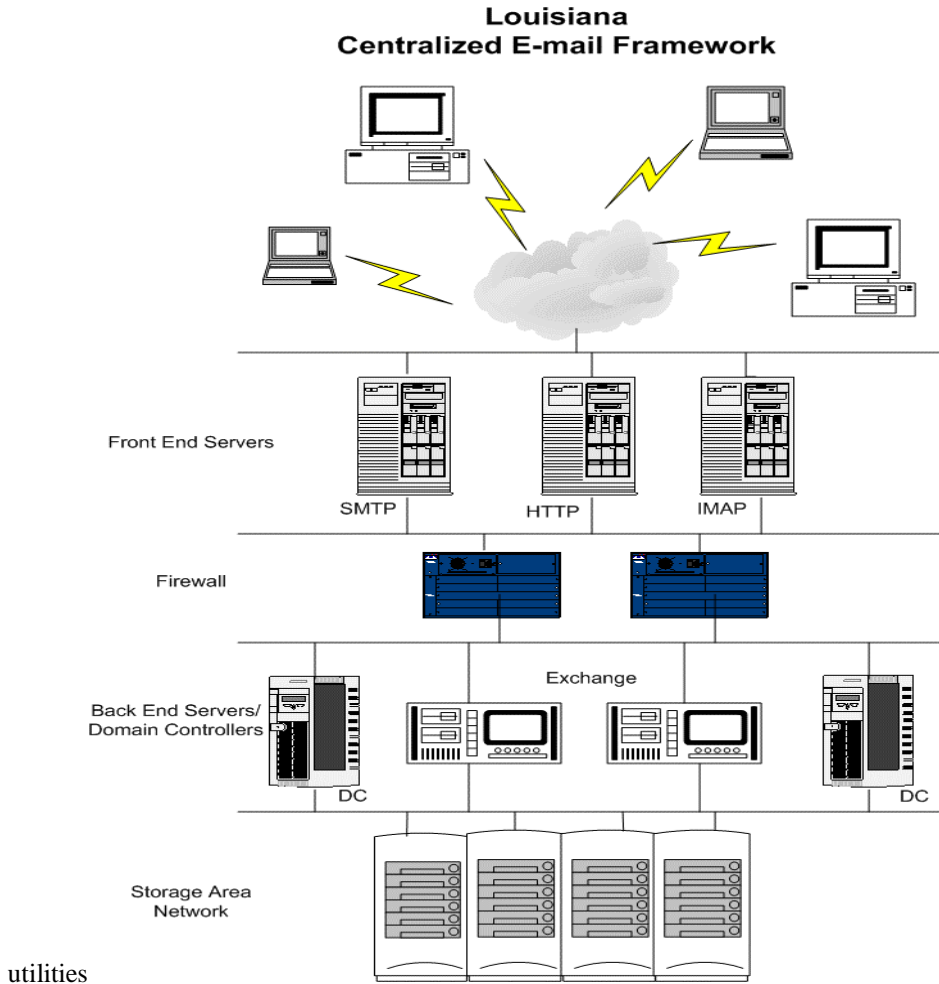 Louisiana
Centralized E-mail Framework
Front End Servers
SMTP
HTTP
IMAP
Firewall
Exchange
Back End Servers/
Domain Controllers
DC
DC
Storage Area
Network
utilities